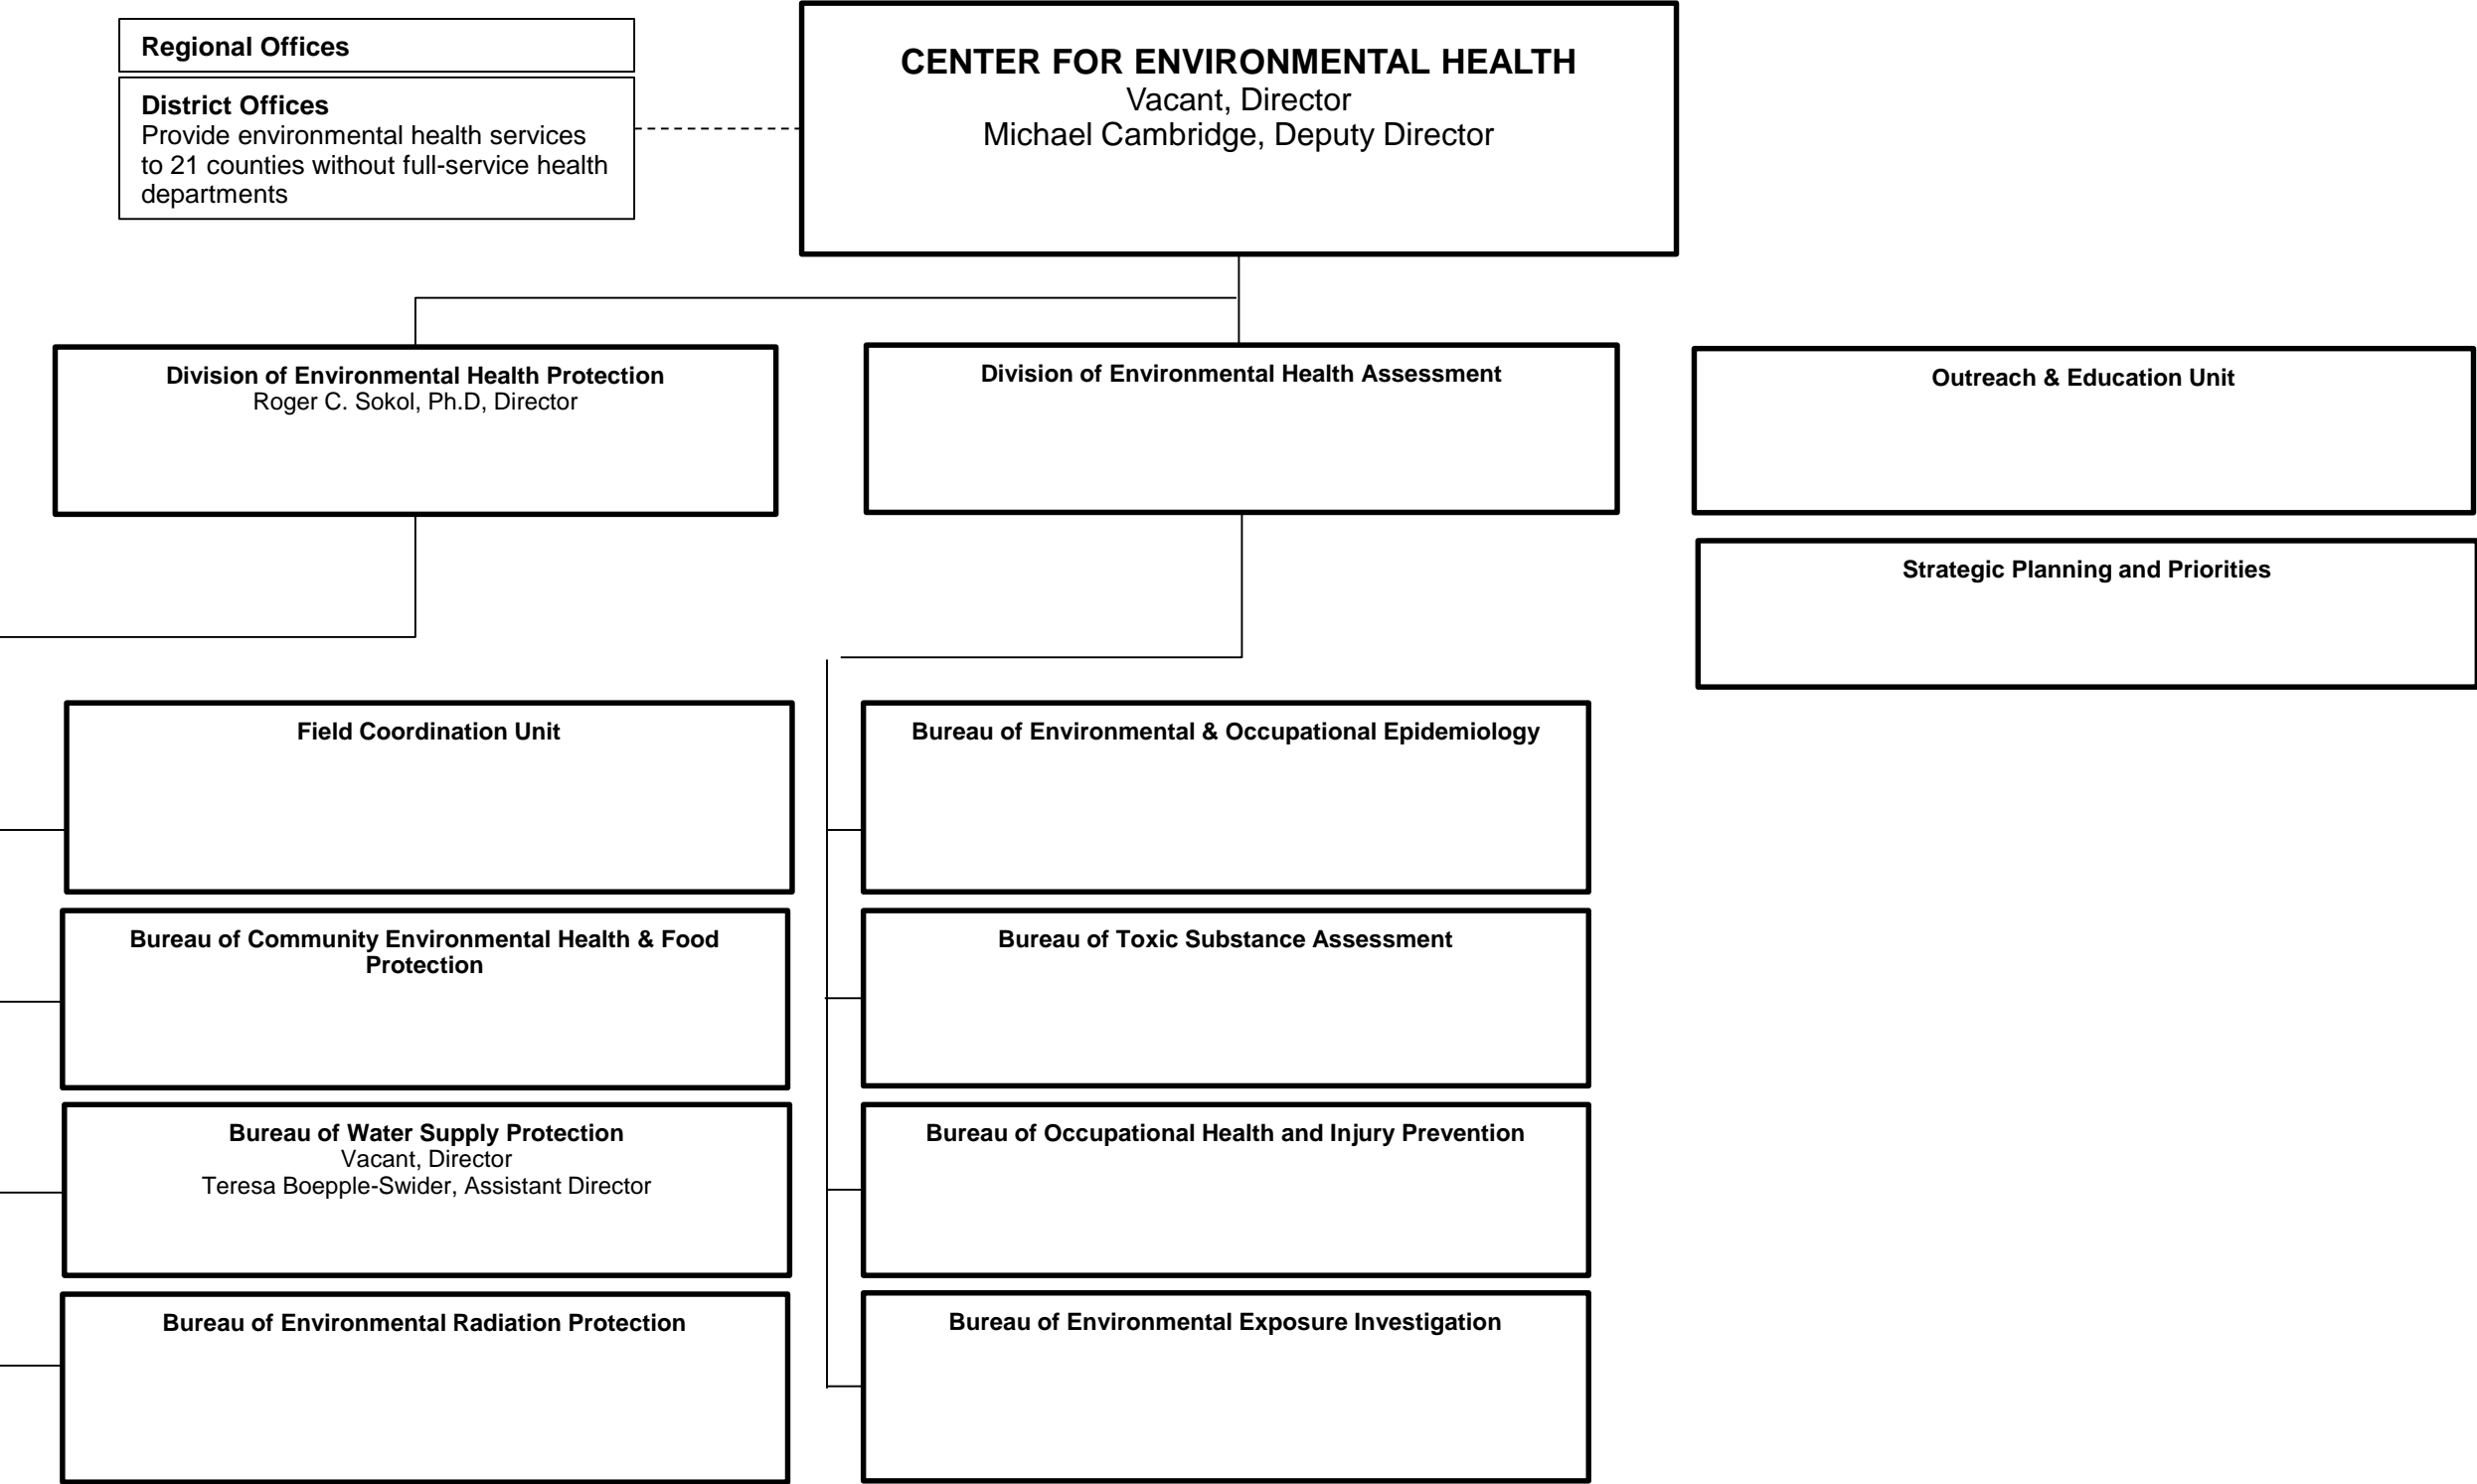 Regional Offices
District Offices
Provide environmental health services
to 21 counties without full-service health
departments
CENTER FOR ENVIRONMENTAL HEALTH
Vacant, Director
Michael Cambridge, Deputy Director
Division of Environmental Health Protection
Roger C. Sokol, Ph.D, Director
Division of Environmental Health Assessment
Outreach & Education Unit
Strategic Planning and Priorities
Field Coordination Unit
Bureau of Community Environmental Health & Food
Protection
Bureau of Water Supply Protection
Vacant, Director
Teresa Boepple-Swider, Assistant Director
Bureau of Environmental Radiation Protection
Bureau of Environmental & Occupational Epidemiology
Bureau of Toxic Substance Assessment
Bureau of Occupational Health and Injury Prevention
Bureau of Environmental Exposure Investigation